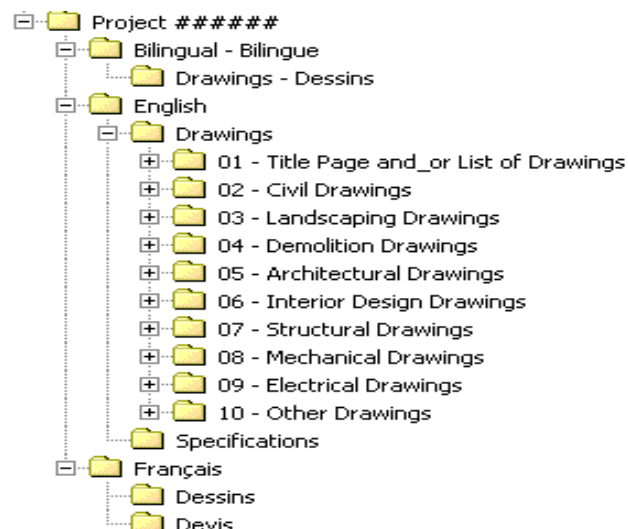 Project ######
Bilingual - Bilingue
Drawings - Dessins
English
Drawings
01 - Title Page and_or List of Drawings
02 - Civil Drawings
03 - Landscaping Drawings
04 - Demolition Drawings
05 - Architectural Drawings
06 - Interior Design Drawings
07 - Structural Drawings
08 - Mechanical Drawings
09 - Electrical Drawings
10 - Other Drawings
Specifications
Français
Dessins
Devis